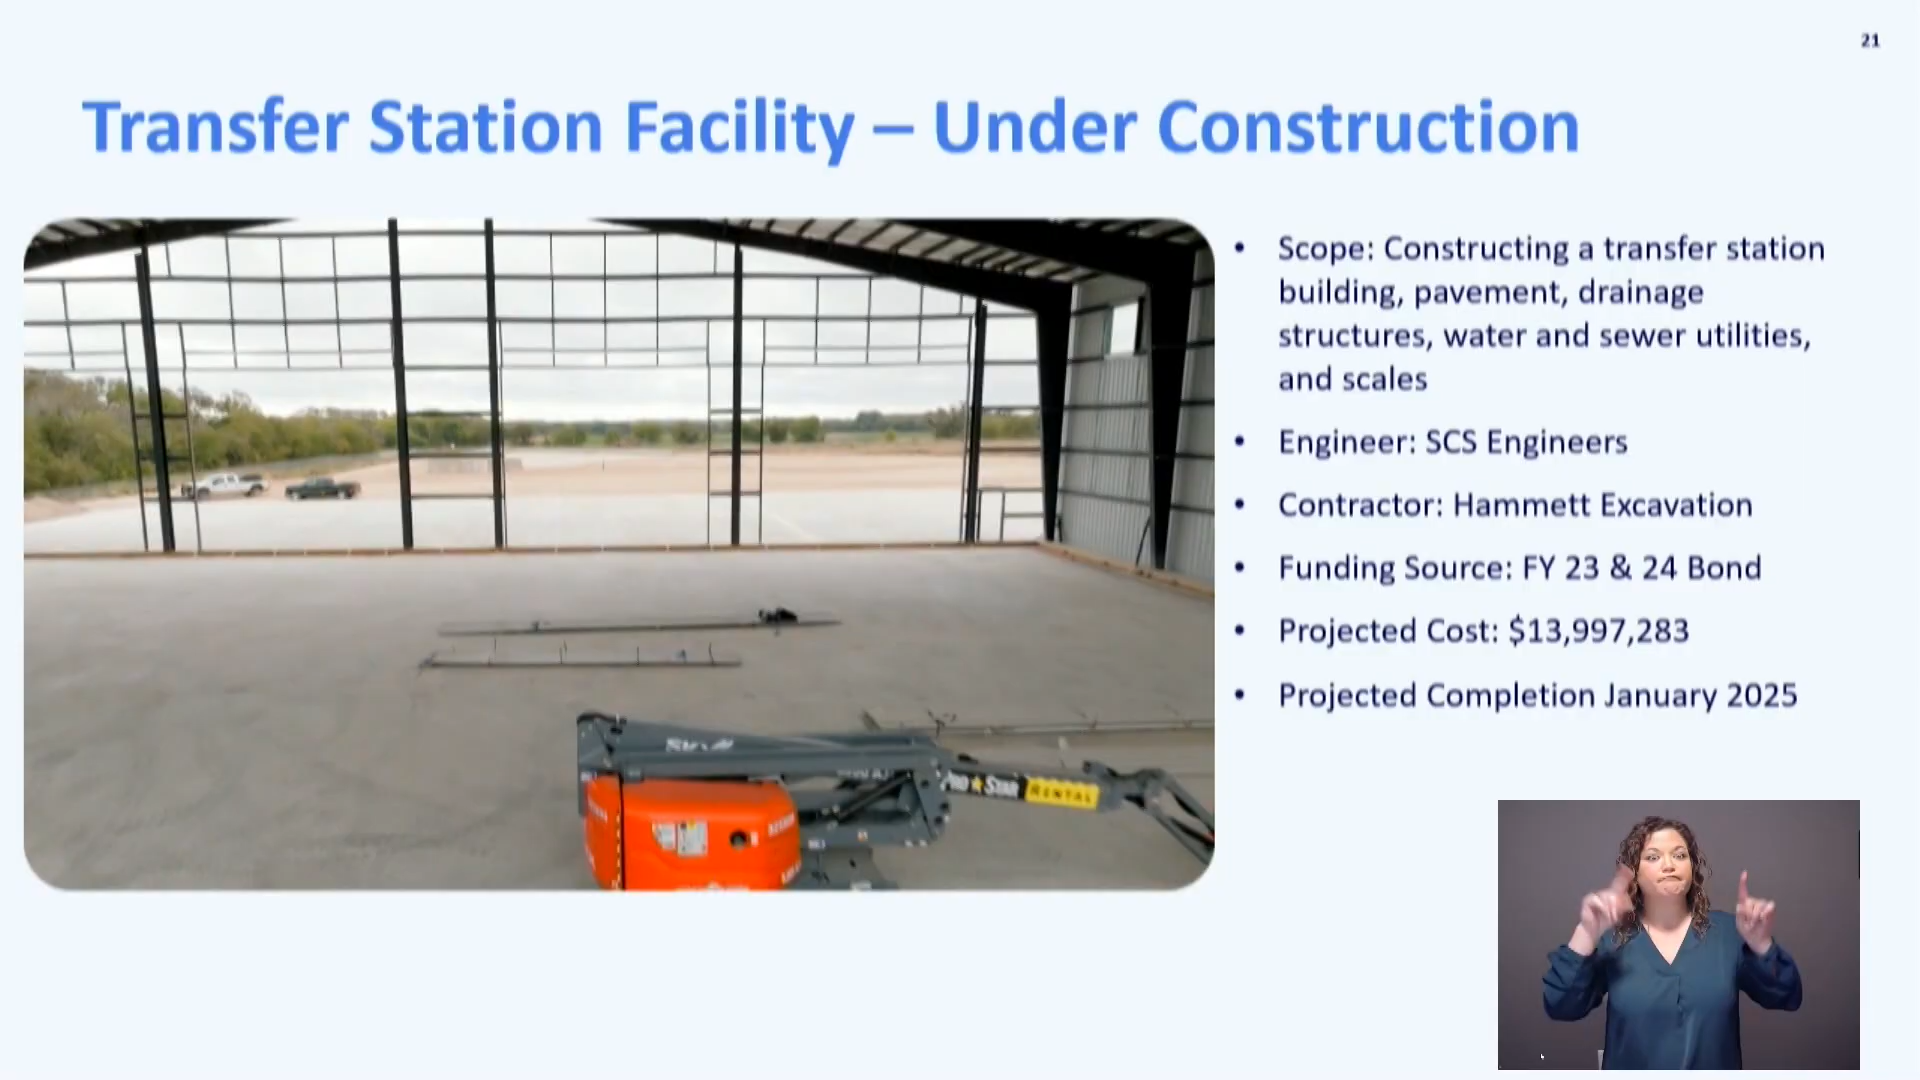 21
Transfer Station Facility – Under Construction
• Scope: Constructing a transfer station
building, pavement, drainage
structures, water and sewer utilities,
and scales
• Engineer: SCS Engineers
• Contractor: Hammett Excavation
• Funding Source: FY 23 & 24 Bond
• Projected Cost: $13,997,283
• Projected Completion January 2025
PRO STAR RENTAL